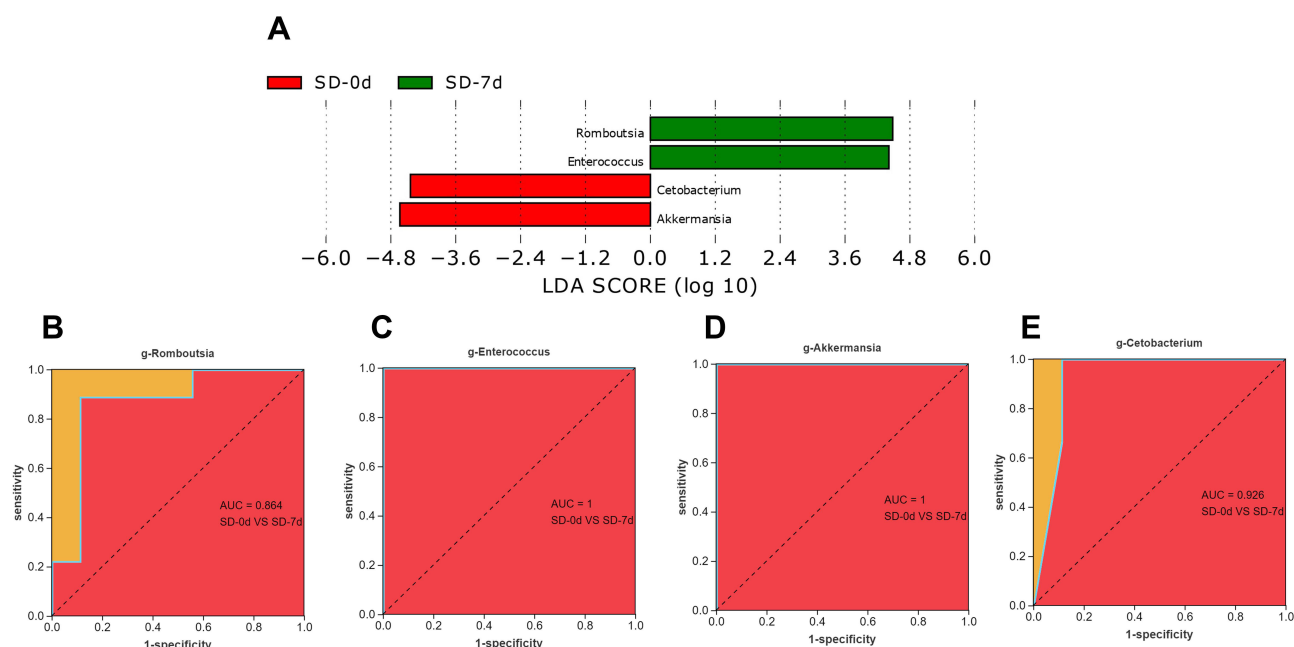 A
SD-0d SD-7d
Romboutsia
Enterococcus
Cetobacterium
Akkermansia
−6.0 −4.8 −3.6 −2.4 −1.2 0.0 1.2 2.4 3.6 4.8 6.0
LDA SCORE (log 10)
B
g-Romboutsia
1.0
0.8
0.6
0.4
0.2
0.0
sensitivity
AUC = 0.864
SD-0d VS SD-7d
0.0 0.2 0.4 0.6 0.8 1.0
1-specificity
C
g-Enterococcus
1.0
0.8
0.6
0.4
0.2
0.0
sensitivity
AUC = 1
SD-0d VS SD-7d
0.0 0.2 0.4 0.6 0.8 1.0
1-specificity
D
g-Akkermansia
1.0
0.8
0.6
0.4
0.2
0.0
sensitivity
AUC = 1
SD-0d VS SD-7d
0.0 0.2 0.4 0.6 0.8 1.0
1-specificity
E
g-Cetobacterium
1.0
0.8
0.6
0.4
0.2
0.0
sensitivity
AUC = 0.926
SD-0d VS SD-7d
0.0 0.2 0.4 0.6 0.8 1.0
1-specificity